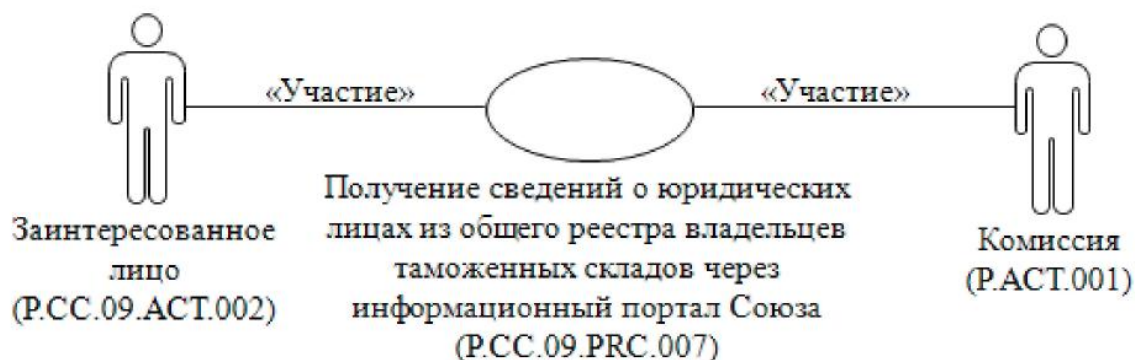 «Участие»
«Участие»
Заинтересованное
лицо
(P.CC.09.ACT.002)
Получение сведений о юридических
лицах из общего реестра владельцев
таможенных складов через
информационный портал Союза
(P.CC.09.PRC.007)
Комиссия
(P.ACT.001)